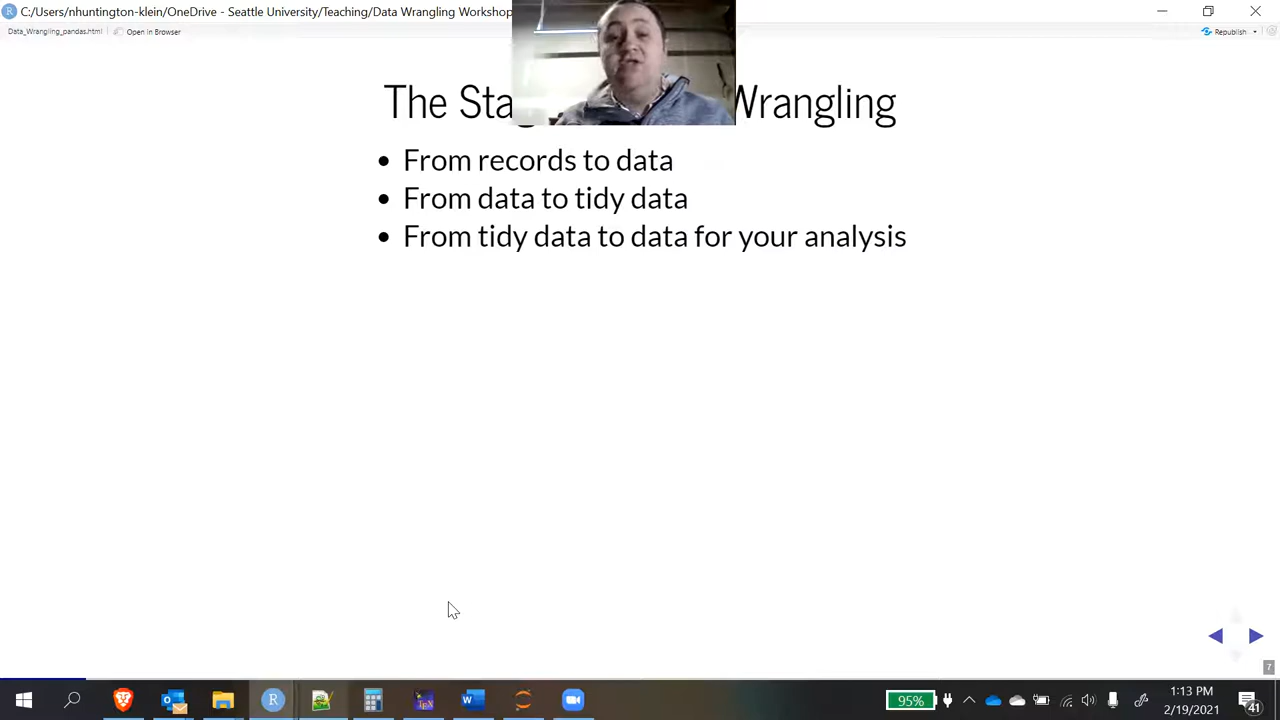 C:/Users/nhuntington-klein/OneDrive - Seattle University/Teaching/Data Wrangling Workshop
Data_Wrangling_pandas.html
Open in Browser
Republish
The Wrangling
• From records to data
• From data to tidy data
• From tidy data to data for your analysis
7
95%
1:13 PM
2/19/2021
41